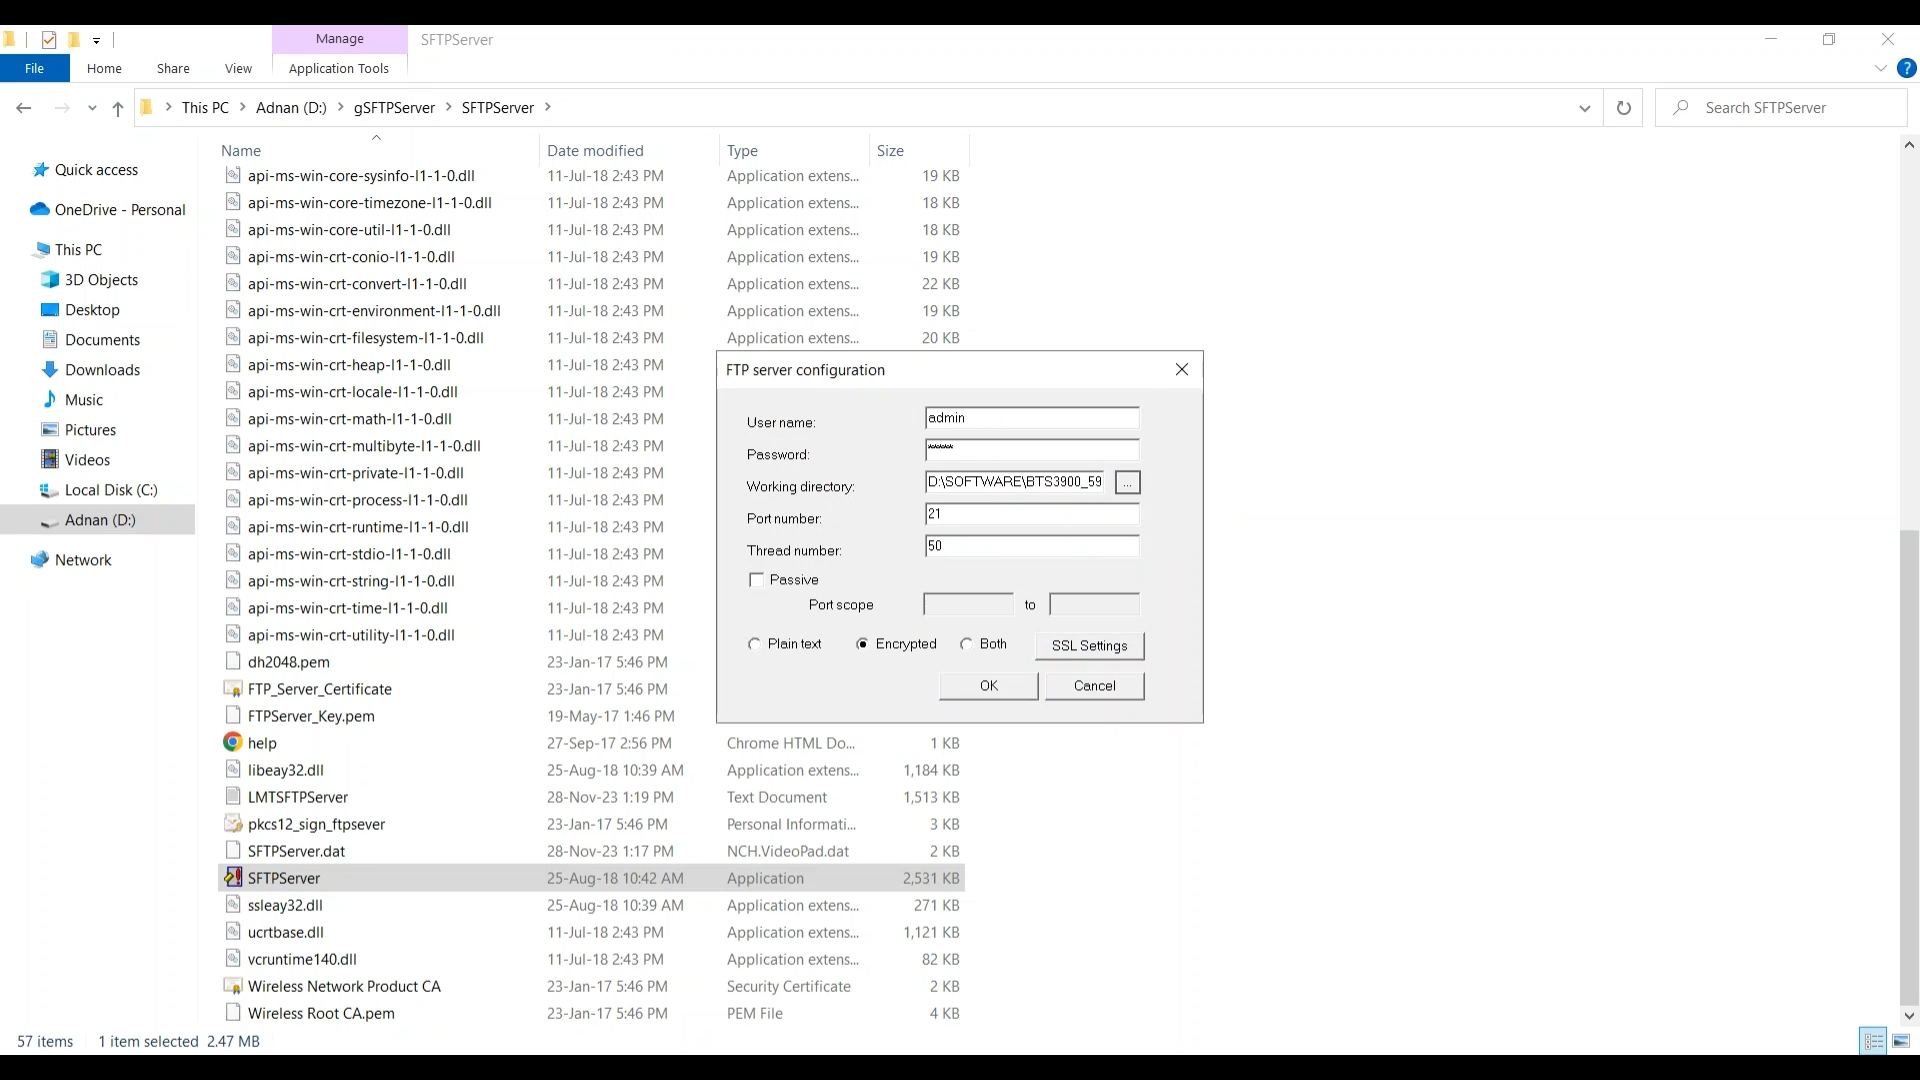 Manage
SFTPServer
File
Home
Share
View
Application Tools
This PC
Adnan (D:)
gSFTPServer
SFTPServer
Search SFTPServer
Name
Date modified
Type
Size
Quick access
OneDrive - Personal
This PC
3D Objects
Desktop
Documents
Downloads
Music
Pictures
Videos
Local Disk (C:)
Adnan (D:)
Network
api-ms-win-core-sysinfo-l1-1-0.dll 11-Jul-18 2:43 PM Application extens... 19 KB
api-ms-win-core-timezone-l1-1-0.dll 11-Jul-18 2:43 PM Application extens... 18 KB
api-ms-win-core-util-l1-1-0.dll 11-Jul-18 2:43 PM Application extens... 18 KB
api-ms-win-crt-conio-l1-1-0.dll 11-Jul-18 2:43 PM Application extens... 19 KB
api-ms-win-crt-convert-l1-1-0.dll 11-Jul-18 2:43 PM Application extens... 22 KB
api-ms-win-crt-environment-l1-1-0.dll 11-Jul-18 2:43 PM Application extens... 19 KB
api-ms-win-crt-filesystem-l1-1-0.dll 11-Jul-18 2:43 PM Application extens... 20 KB
api-ms-win-crt-heap-l1-1-0.dll 11-Jul-18 2:43 PM
api-ms-win-crt-locale-l1-1-0.dll 11-Jul-18 2:43 PM
api-ms-win-crt-math-l1-1-0.dll 11-Jul-18 2:43 PM
api-ms-win-crt-multibyte-l1-1-0.dll 11-Jul-18 2:43 PM
api-ms-win-crt-private-l1-1-0.dll 11-Jul-18 2:43 PM
api-ms-win-crt-process-l1-1-0.dll 11-Jul-18 2:43 PM
api-ms-win-crt-runtime-l1-1-0.dll 11-Jul-18 2:43 PM
api-ms-win-crt-stdio-l1-1-0.dll 11-Jul-18 2:43 PM
api-ms-win-crt-string-l1-1-0.dll 11-Jul-18 2:43 PM
api-ms-win-crt-time-l1-1-0.dll 11-Jul-18 2:43 PM
api-ms-win-crt-utility-l1-1-0.dll 11-Jul-18 2:43 PM
dh2048.pem 23-Jan-17 5:46 PM
FTP_Server_Certificate 23-Jan-17 5:46 PM
FTPServer_Key.pem 19-May-17 1:46 PM
help 27-Sep-17 2:56 PM Chrome HTML Do... 1 KB
libeay32.dll 25-Aug-18 10:39 AM Application extens... 1,184 KB
LMTSFTPServer 28-Nov-23 1:19 PM Text Document 1,513 KB
pkcs12_sign_ftpsever 23-Jan-17 5:46 PM Personal Informati... 3 KB
SFTPServer.dat 28-Nov-23 1:17 PM NCH.VideoPad.dat 2 KB
SFTPServer 25-Aug-18 10:42 AM Application 2,531 KB
ssleay32.dll 25-Aug-18 10:39 AM Application extens... 271 KB
ucrtbase.dll 11-Jul-18 2:43 PM Application extens... 1,121 KB
vcruntime140.dll 11-Jul-18 2:43 PM Application extens... 82 KB
Wireless Network Product CA 23-Jan-17 5:46 PM Security Certificate 2 KB
Wireless Root CA.pem 23-Jan-17 5:46 PM PEM File 4 KB
FTP server configuration
User name: admin
Password: *****
Working directory: D:\SOFTWARE\BTS3900_59 ...
Port number: 21
Thread number: 50
Passive
Port scope to
Plain text Encrypted Both SSL Settings
OK Cancel
57 items 1 item selected 2.47 MB